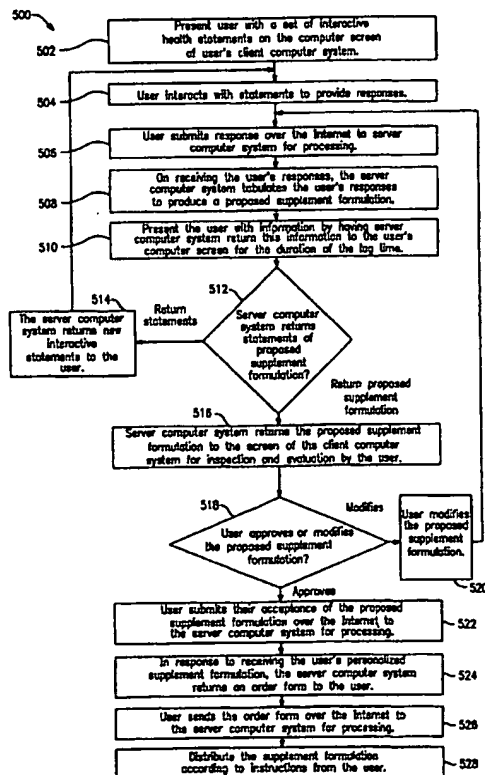 500
502
Present user with a set of interactive
health statements on the computer screen
of user's client computer system.
504
User interacts with statements to provide responses.
506
User submits response over the Internet to server
computer system for processing.
508
On receiving the user's responses, the server
computer system tabulates the user's responses
to produce a proposed supplement formulation.
510
Present the user with information by having server
computer system return this information to the user's
computer screen for the duration of the lag time.
512
Server computer
system returns
statements of
proposed
supplement
formulation?
514
Return
statements
The server computer
system returns new
interactive
statements to
the user.
Return proposed
supplement
formulation
516
Server computer system returns the proposed supplement
formulation to the screen of the client computer
system for inspection and evaluation by the user.
518
User approves or modifies
the proposed supplement
formulation?
Modifies
User modifies
the proposed
supplement
formulation.
520
Approves
User submits their acceptance of the proposed
supplement formulation over the Internet to
the server computer system for processing.
522
In response to receiving the user's personalized
supplement formulation, the server computer system
returns an order form to the user.
524
User sends the order form over the Internet to
the server computer system for processing.
526
Distribute the supplement formulation
according to instructions from the user.
528